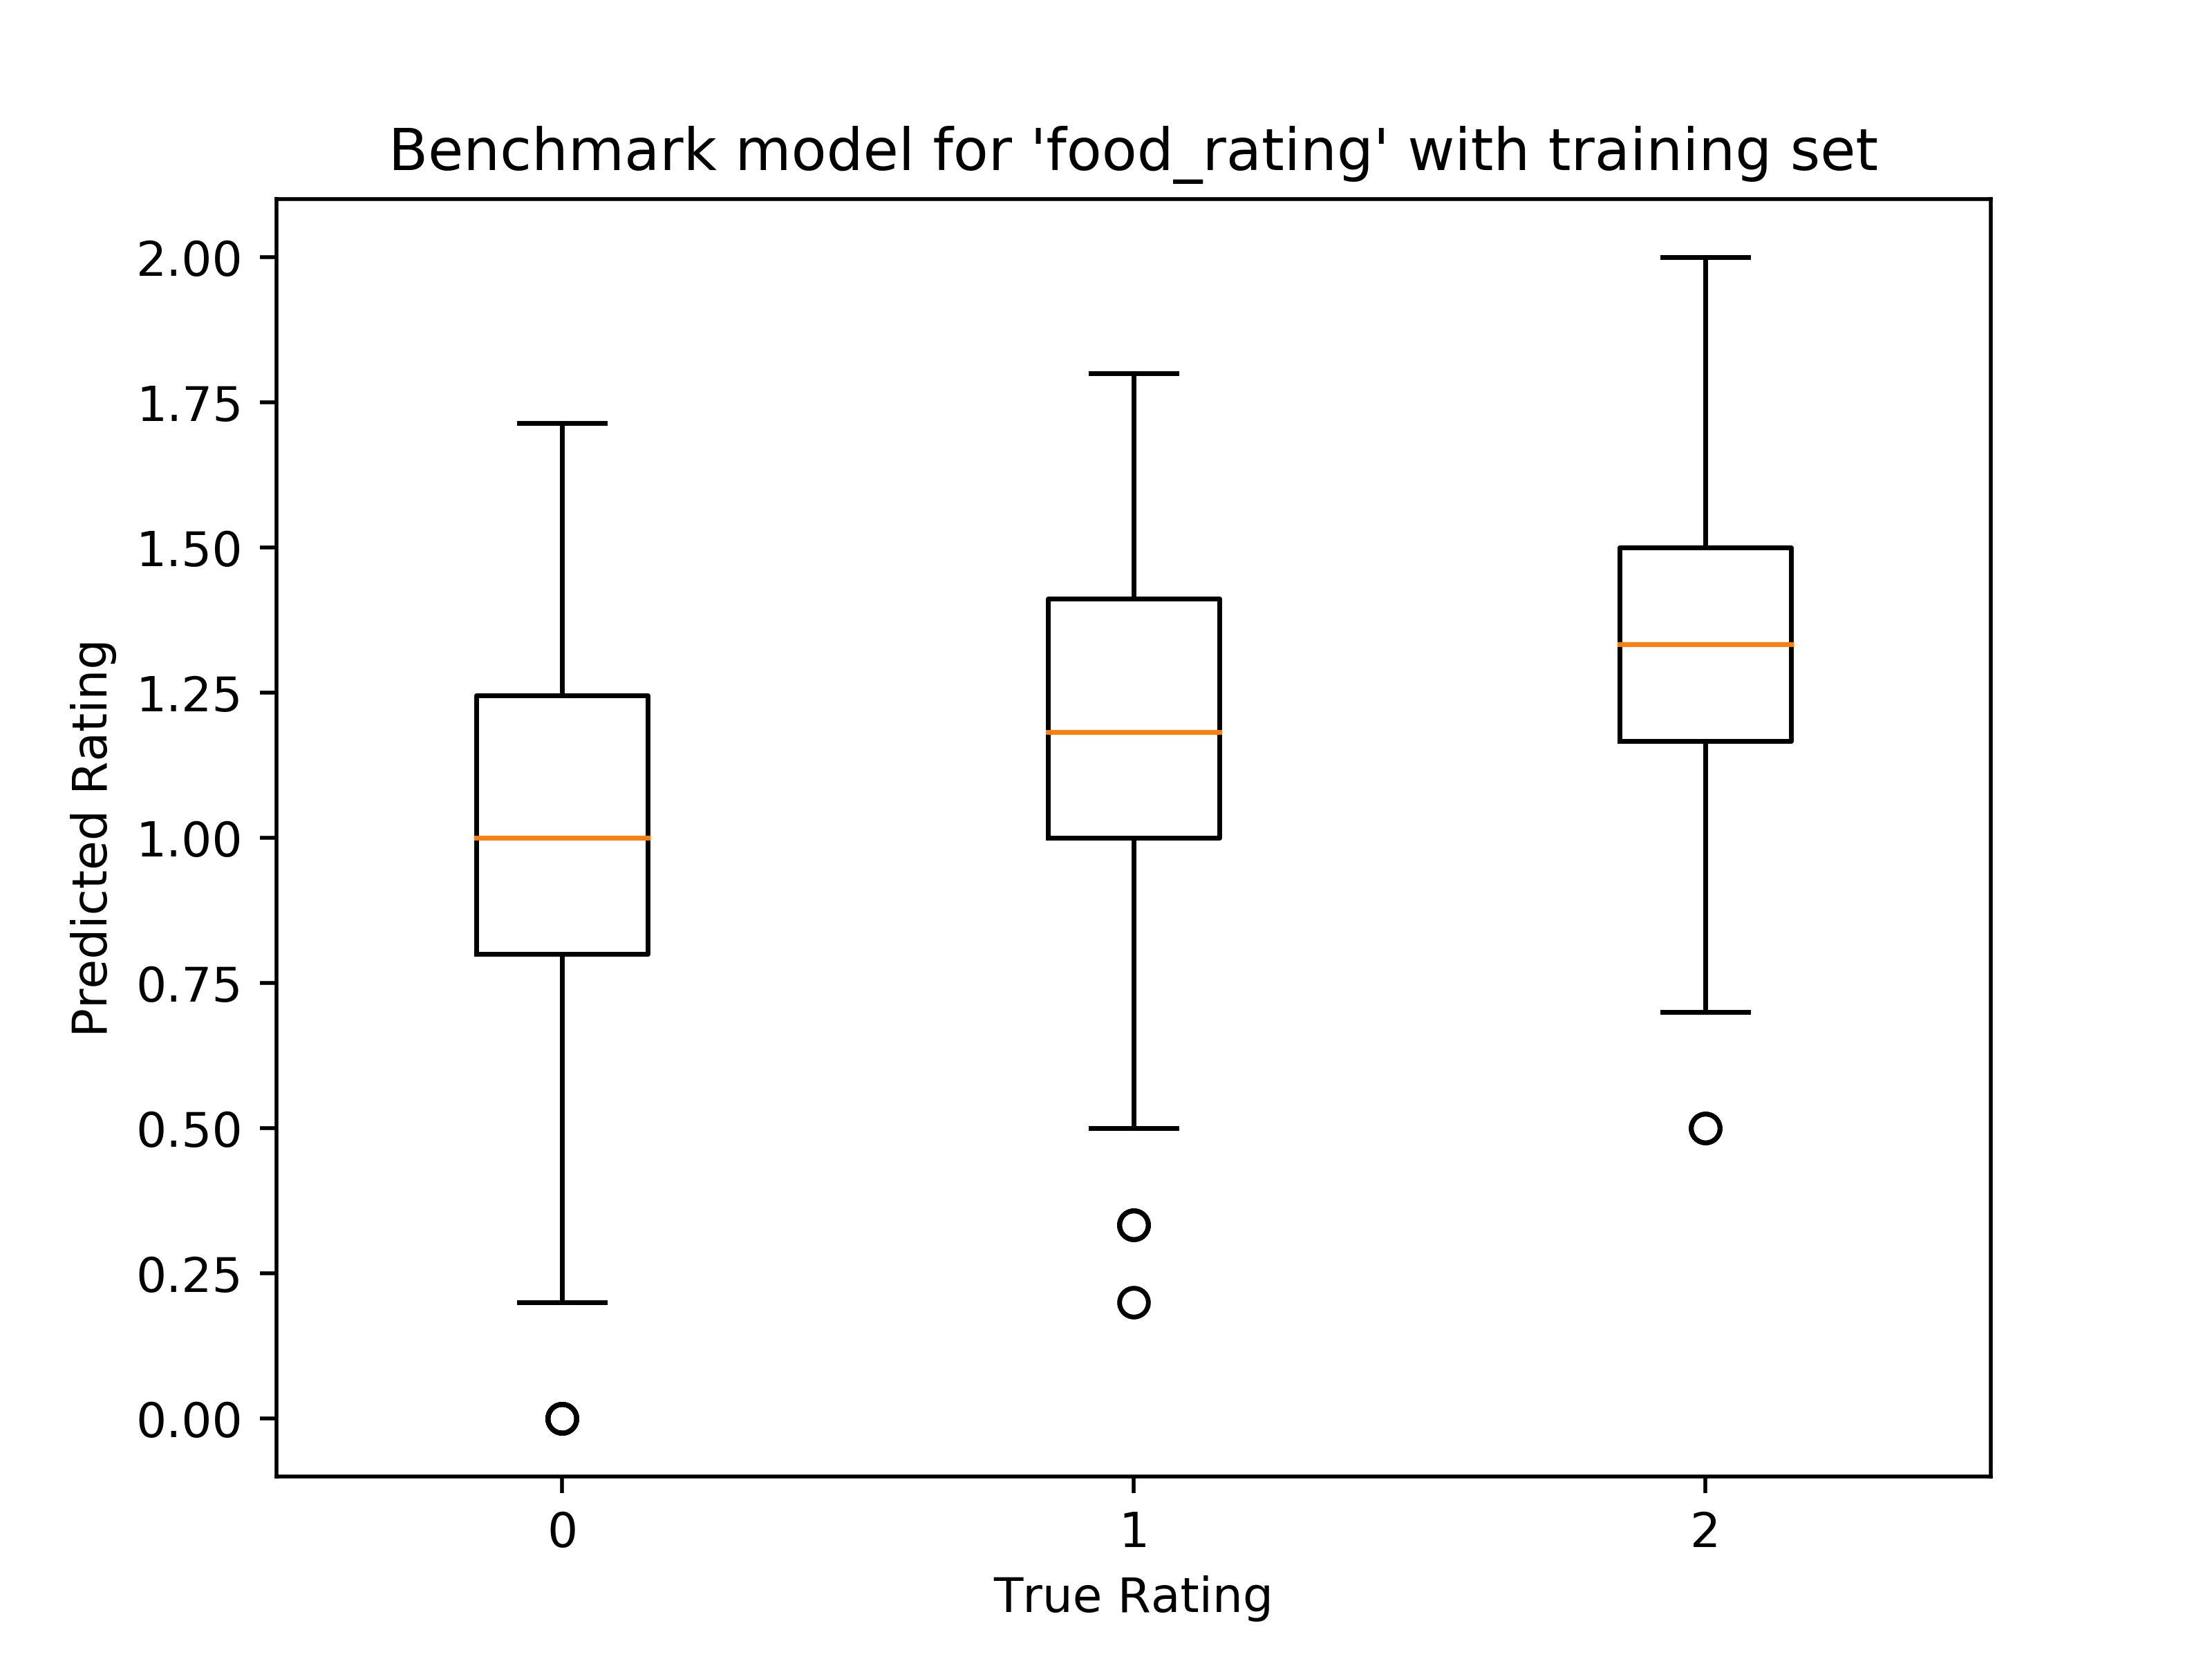 Benchmark model for 'food_rating' with training set
2.00
1.75
1.50
1.25
1.00
0.75
0.50
0.25
0.00
Predicted Rating
0 1 2
True Rating